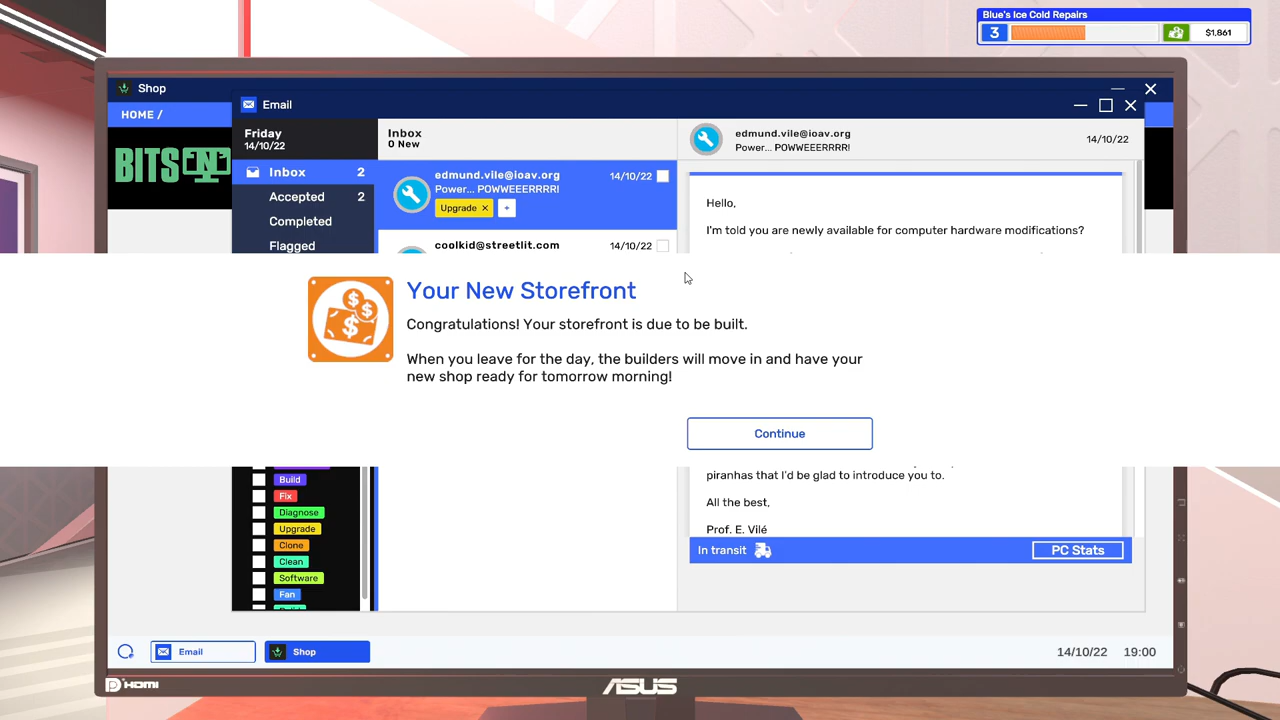 Blue's Ice Cold Repairs
3
$1,861
Shop
Email
HOME /
BITS N
Friday
14/10/22
Inbox
0 New
edmund.vile@ioav.org
Power... POWWEEERRRR!
14/10/22
Inbox 2
Accepted 2
Completed
Flagged
edmund.vile@ioav.org 14/10/22
Power... POWWEEERRRR!
Upgrade × +
coolkid@streetlit.com 14/10/22
Hello,
I'm told you are newly available for computer hardware modifications?
Your New Storefront
Congratulations! Your storefront is due to be built.
When you leave for the day, the builders will move in and have your
new shop ready for tomorrow morning!
Continue
Build
Fix
Diagnose
Upgrade
Clone
Clean
Software
Fan
piranhas that I'd be glad to introduce you to.
All the best,
Prof. E. Vilé
In transit
PC Stats
Email
Shop
14/10/22 19:00
HDMI
ASUS